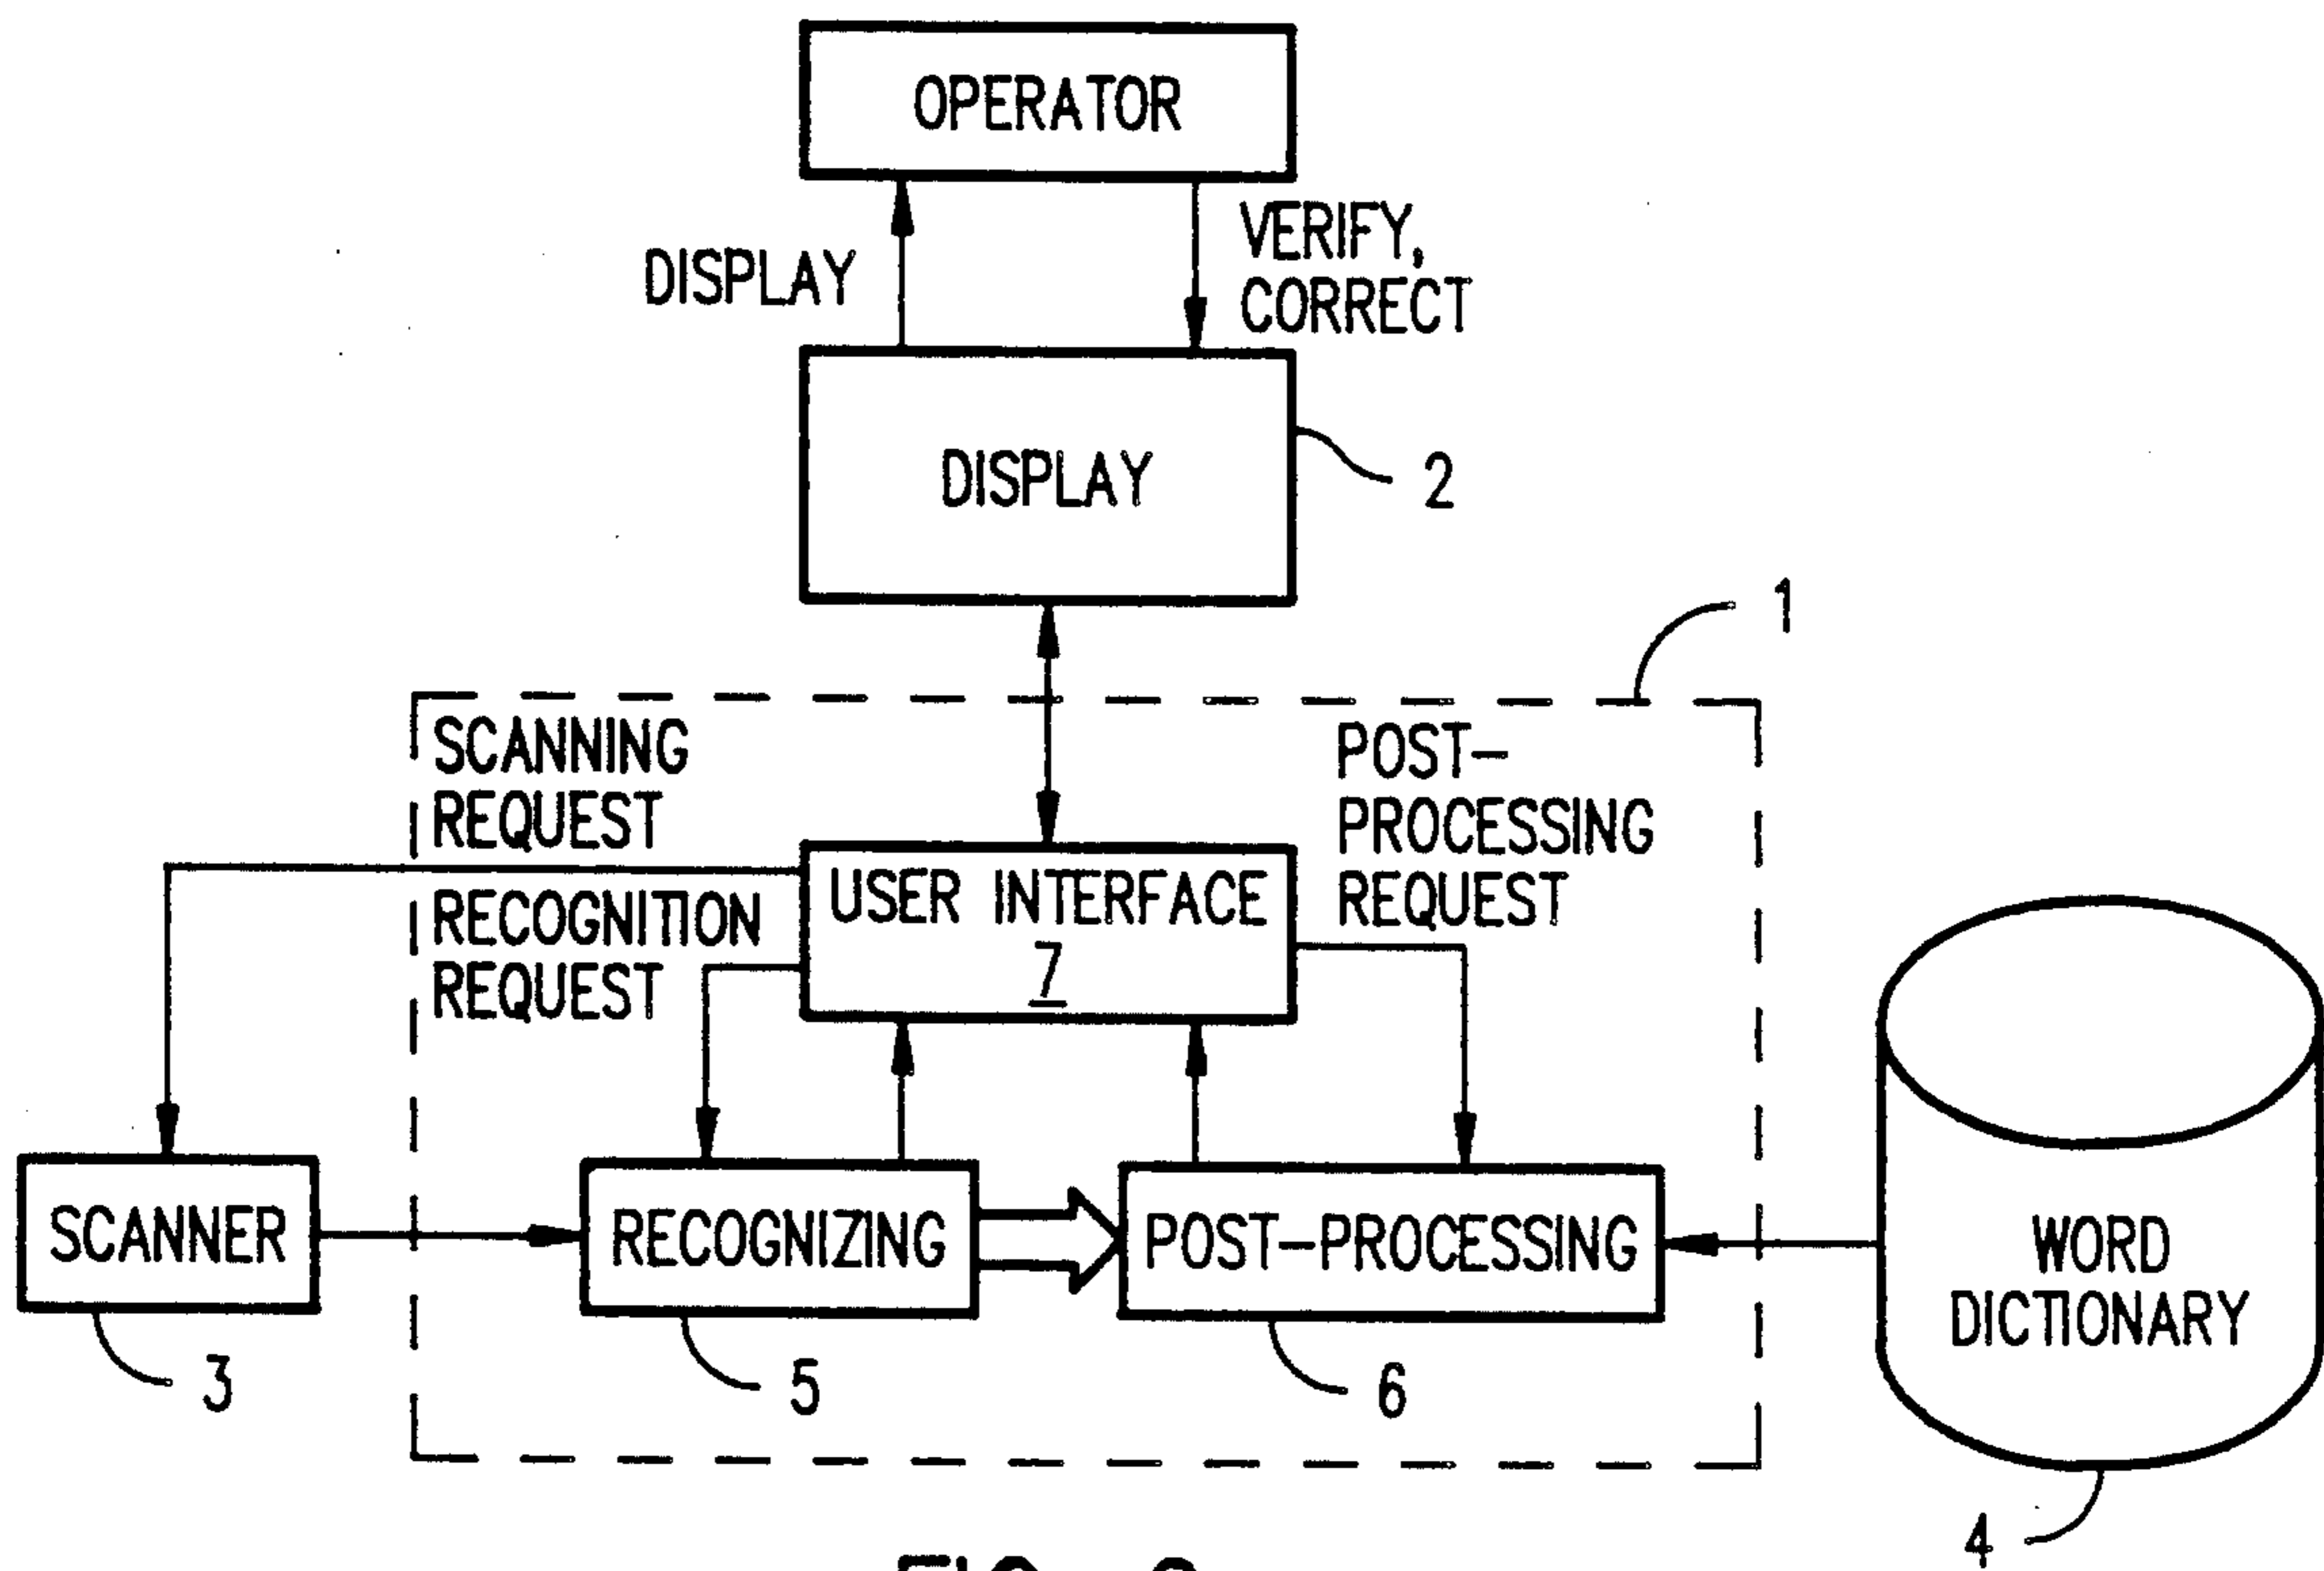 OPERATOR
DISPLAY
VERIFY,
CORRECT
DISPLAY
2
1
SCANNING
REQUEST
POST-
PROCESSING
REQUEST
USER INTERFACE
7
RECOGNITION
REQUEST
SCANNER
RECOGNIZING
POST-PROCESSING
WORD
DICTIONARY
3
5
6
4